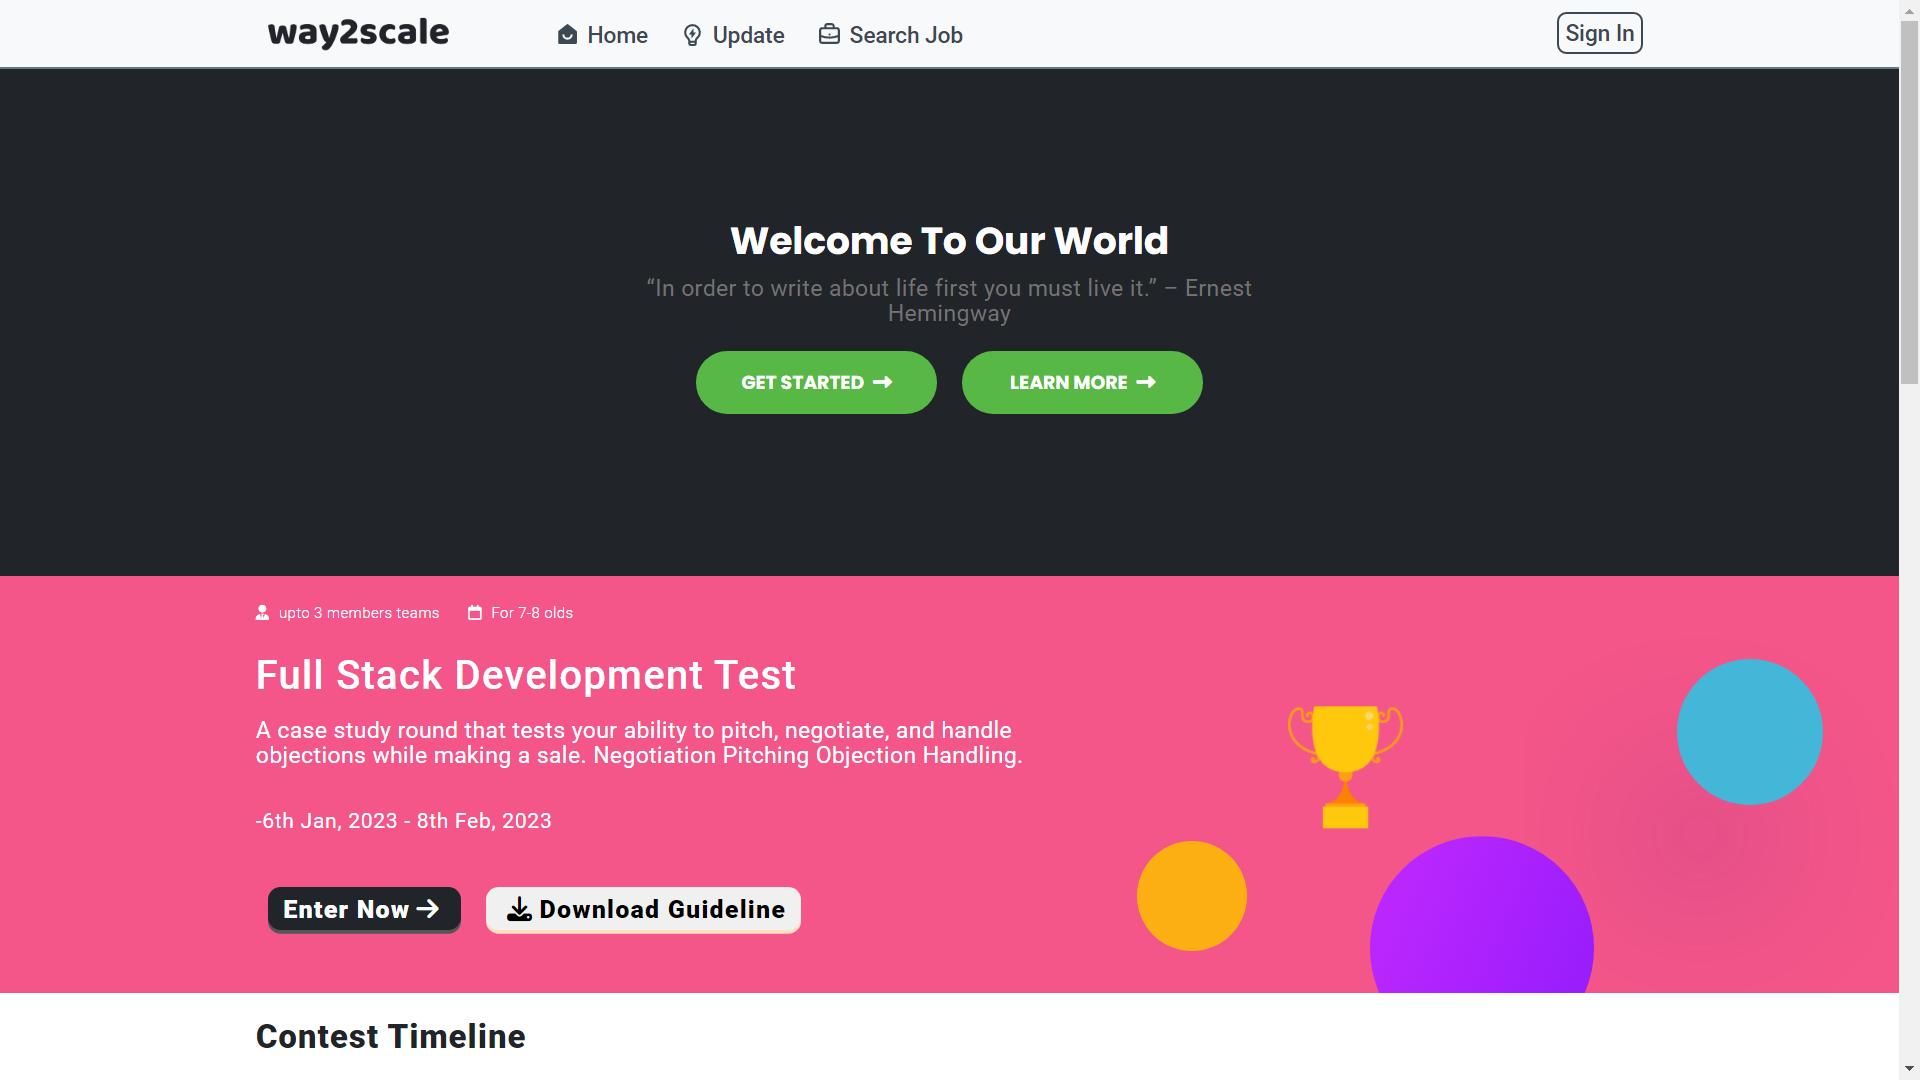 way2scale
Home
Update
Search Job
Sign In
Welcome To Our World
“In order to write about life first you must live it.” – Ernest
Hemingway
GET STARTED
LEARN MORE
upto 3 members teams
For 7-8 olds
Full Stack Development Test
A case study round that tests your ability to pitch, negotiate, and handle
objections while making a sale. Negotiation Pitching Objection Handling.
-6th Jan, 2023 - 8th Feb, 2023
Enter Now
Download Guideline
Contest Timeline